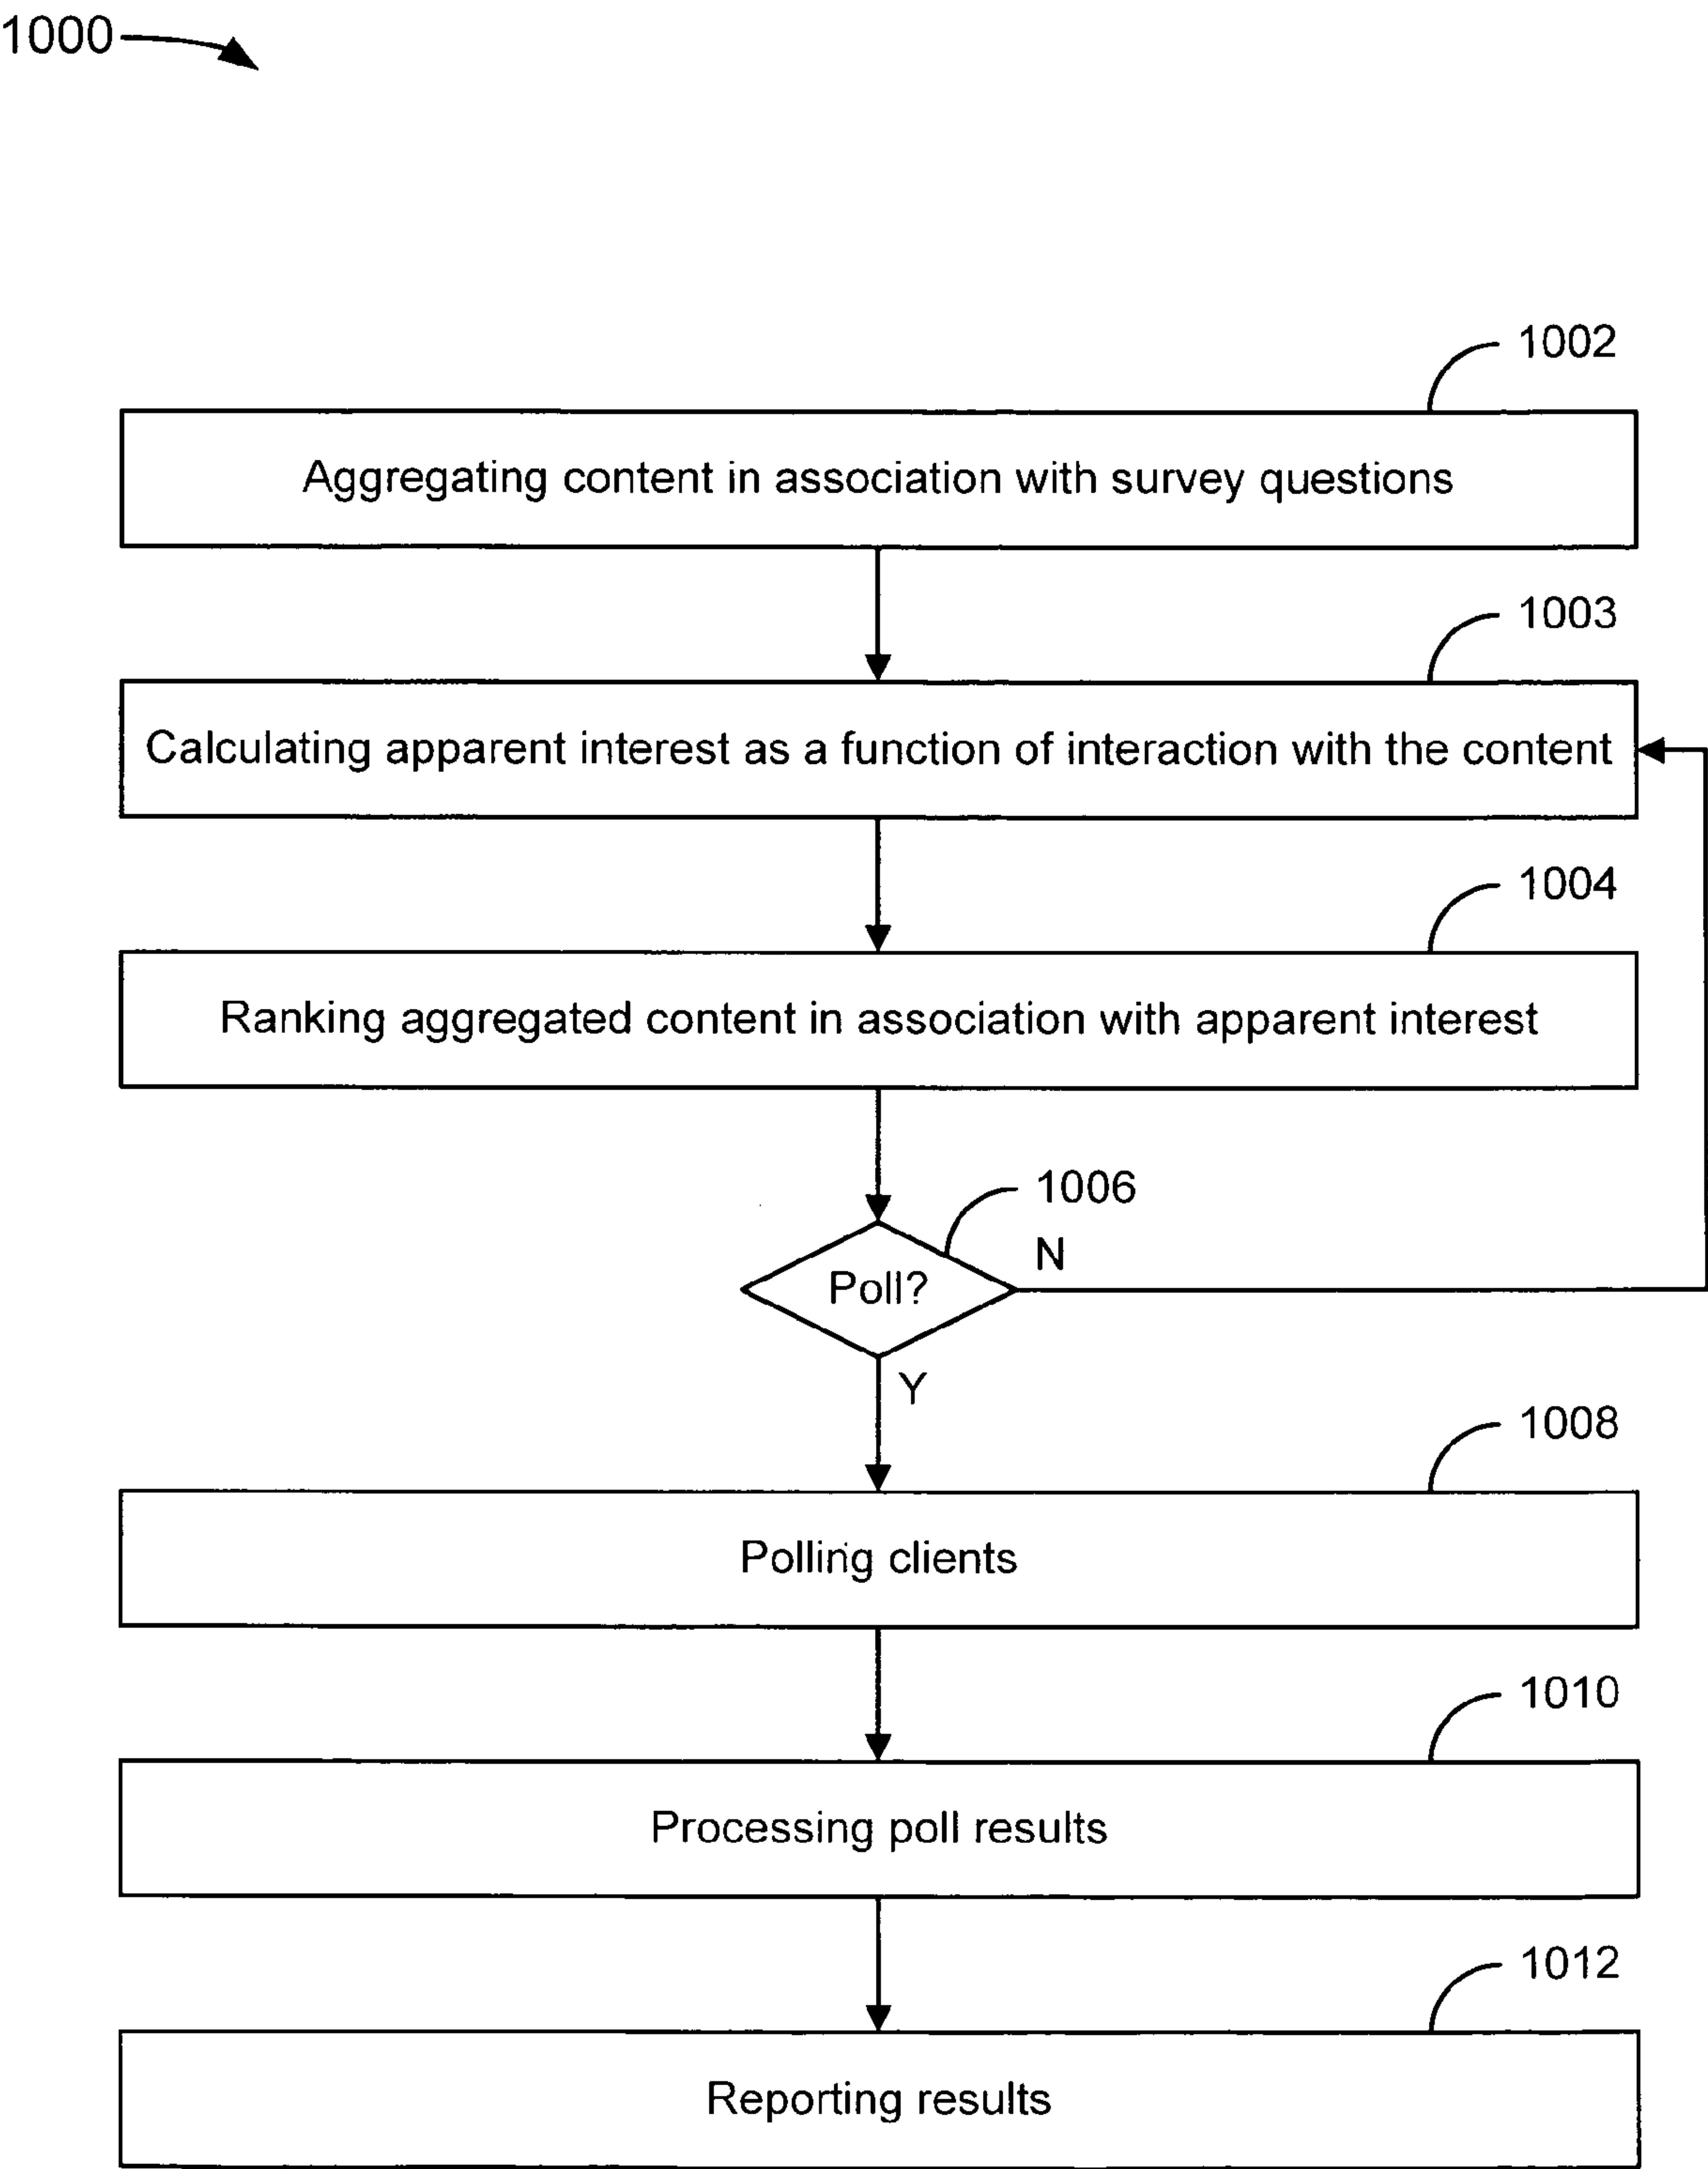 1000
1002
Aggregating content in association with survey questions
1003
Calculating apparent interest as a function of interaction with the content
1004
Ranking aggregated content in association with apparent interest
1006
N
Poll?
Y
1008
Polling clients
1010
Processing poll results
1012
Reporting results